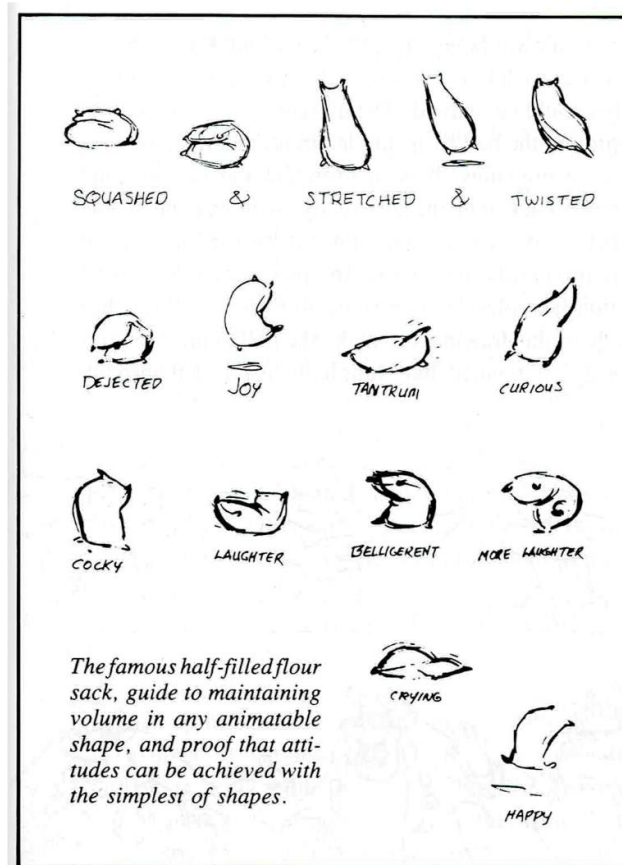 SQUASHED & STRETCHED & TWISTED
DEJECTED JOY TANTRUM CURIOUS
COCKY LAUGHTER BELLIGERENT MORE LAUGHTER
CRYING
HAPPY
The famous half-filled flour
sack, guide to maintaining
volume in any animatable
shape, and proof that atti-
tudes can be achieved with
the simplest of shapes.